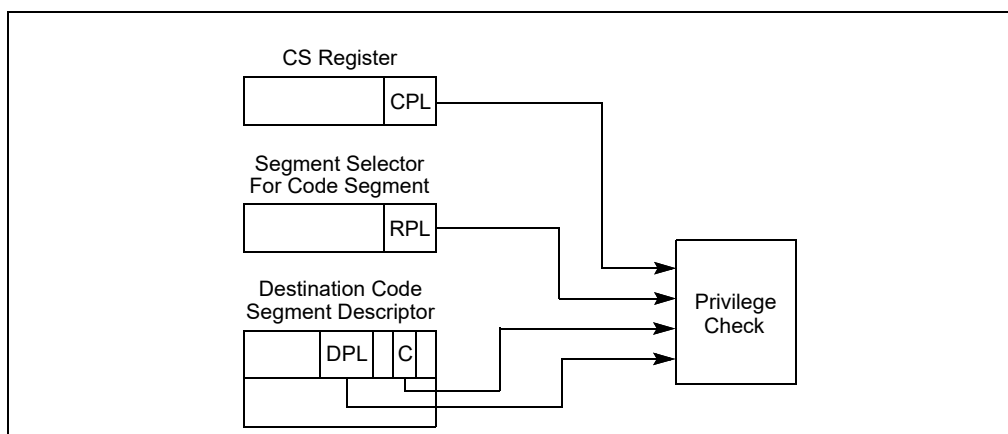 CS Register
CPL
Segment Selector
For Code Segment
RPL
Destination Code
Segment Descriptor
DPL
C
Privilege
Check